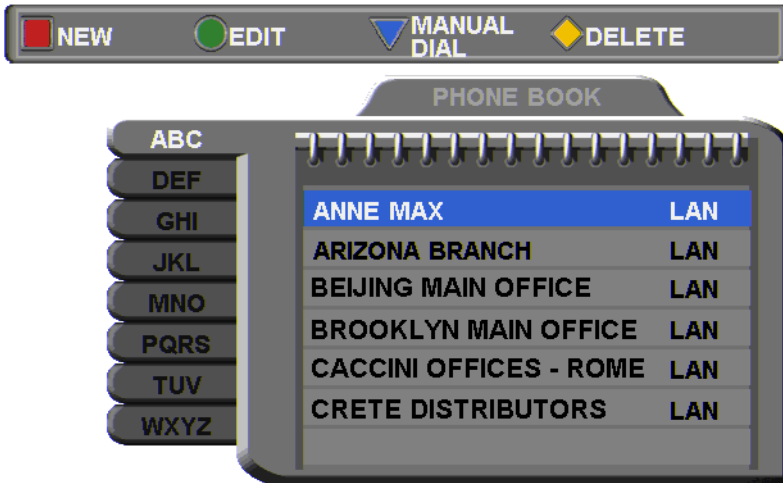 NEW
EDIT
MANUAL
DIAL
DELETE
PHONE BOOK
ABC
DEF
GHI
JKL
MNO
PQRS
TUV
WXYZ
ANNE MAX LAN
ARIZONA BRANCH LAN
BEIJING MAIN OFFICE LAN
BROOKLYN MAIN OFFICE LAN
CACCINI OFFICES - ROME LAN
CRETE DISTRIBUTORS LAN